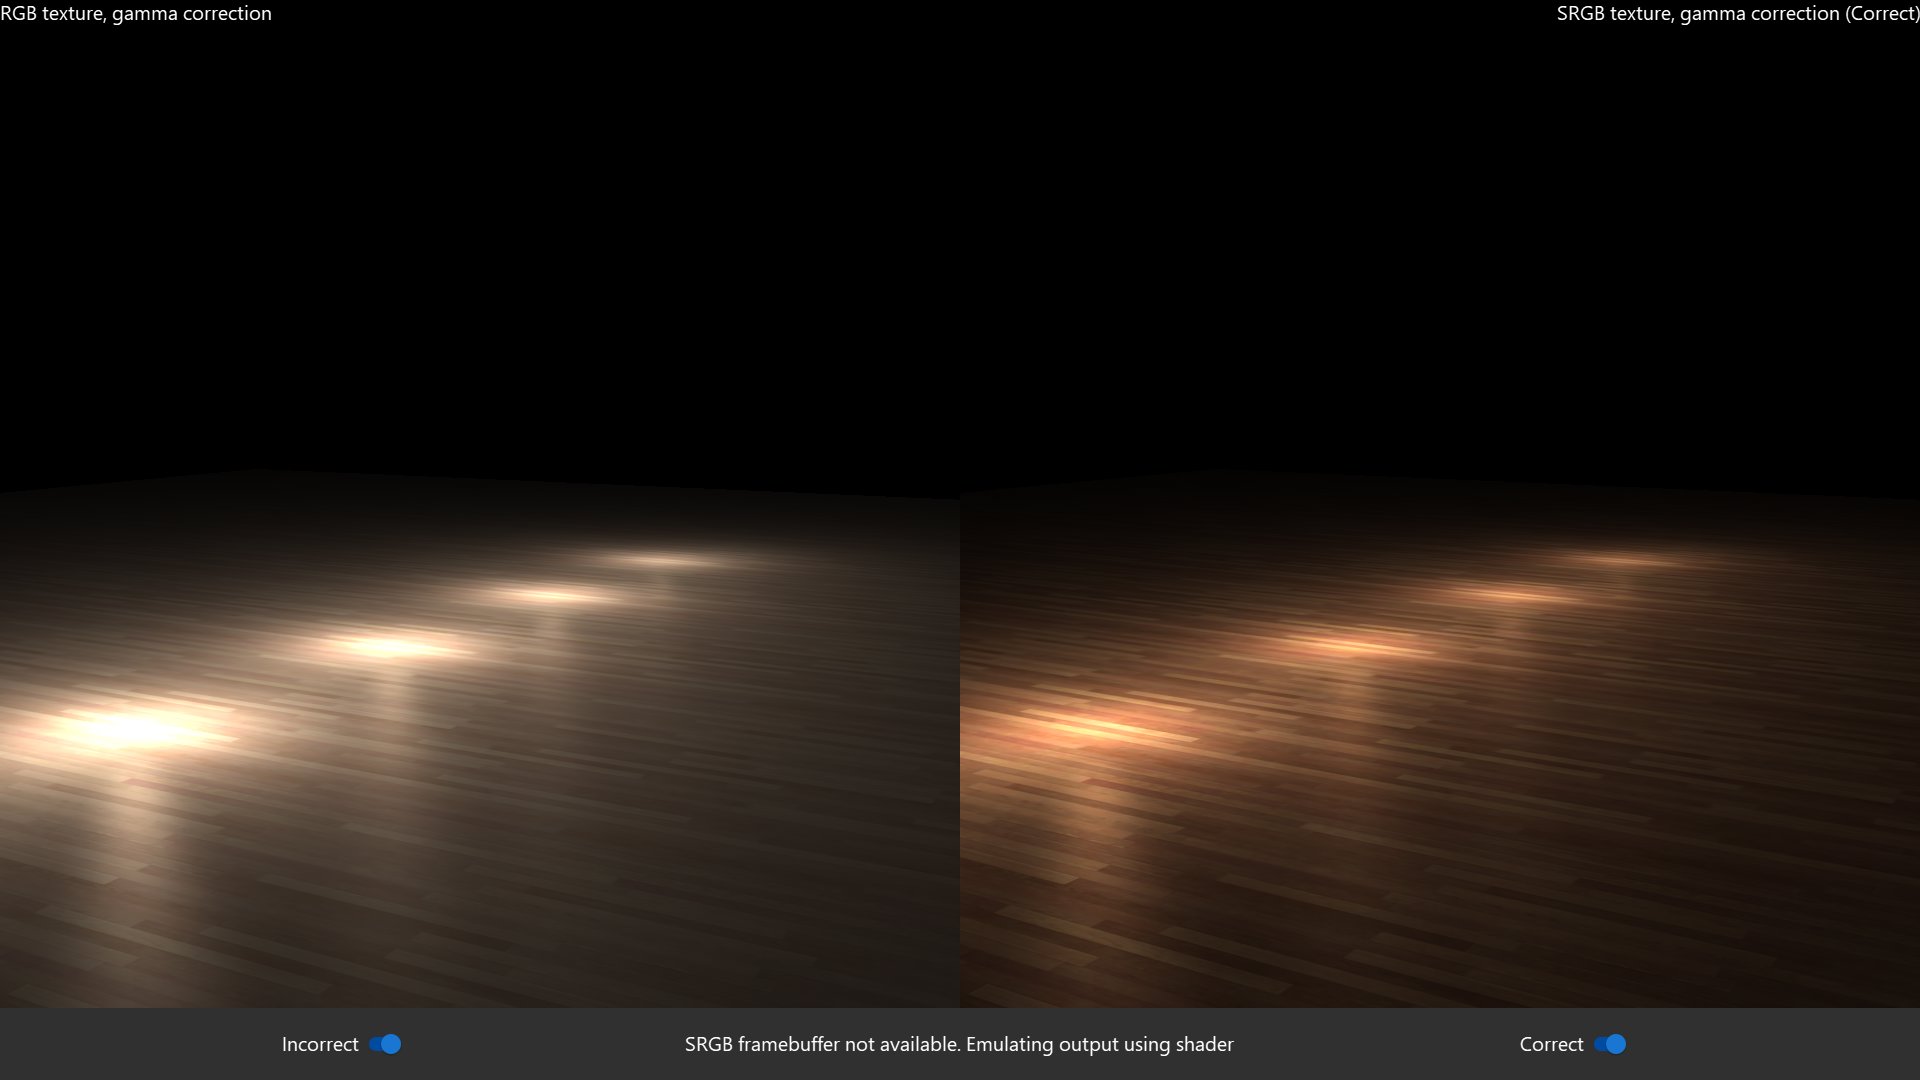 RGB texture, gamma correction
SRGB texture, gamma correction (Correct)
Incorrect
SRGB framebuffer not available. Emulating output using shader
Correct